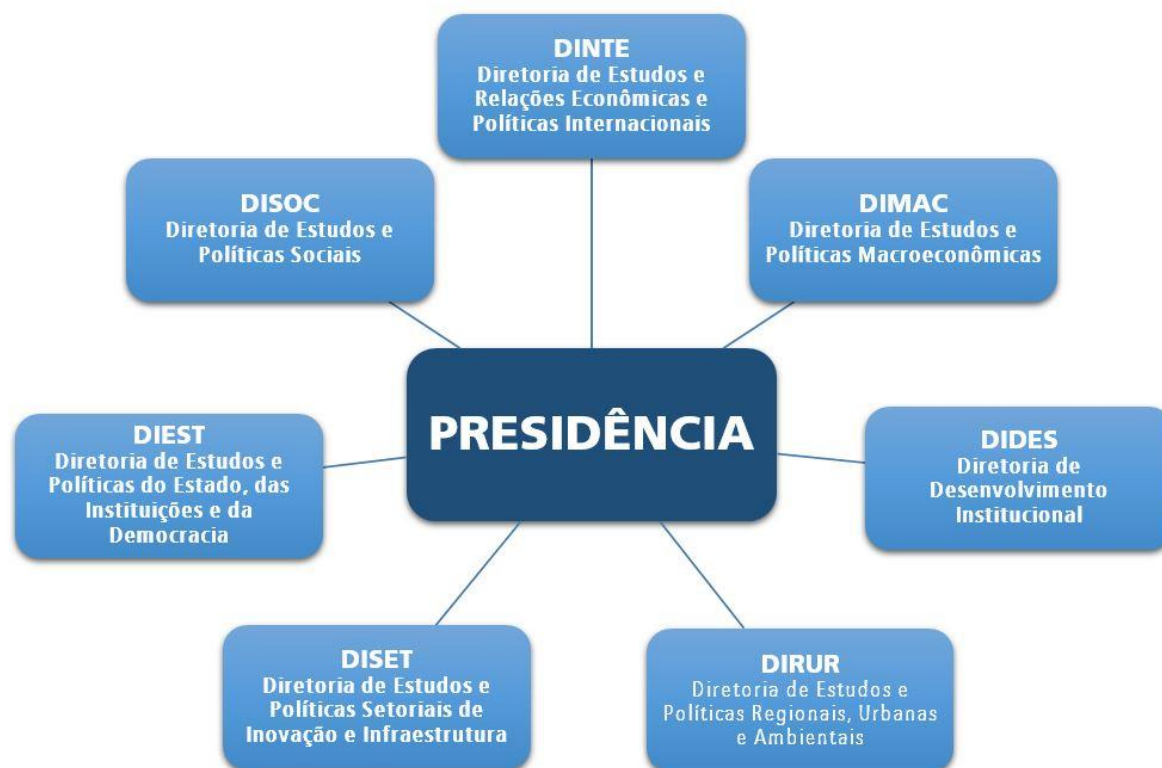 DINTE
Diretoria de Estudos e
Relações Econômicas e
Políticas Internacionais
DISOC
Diretoria de Estudos e
Políticas Sociais
DIMAC
Diretoria de Estudos e
Políticas Macroeconômicas
PRESIDÊNCIA
DIEST
Diretoria de Estudos e
Políticas do Estado, das
Instituições e da
Democracia
DIDES
Diretoria de
Desenvolvimento
Institucional
DISET
Diretoria de Estudos e
Políticas Setoriais de
Inovação e Infraestrutura
DIRUR
Diretoria de Estudos e
Políticas Regionais, Urbanas
e Ambientais